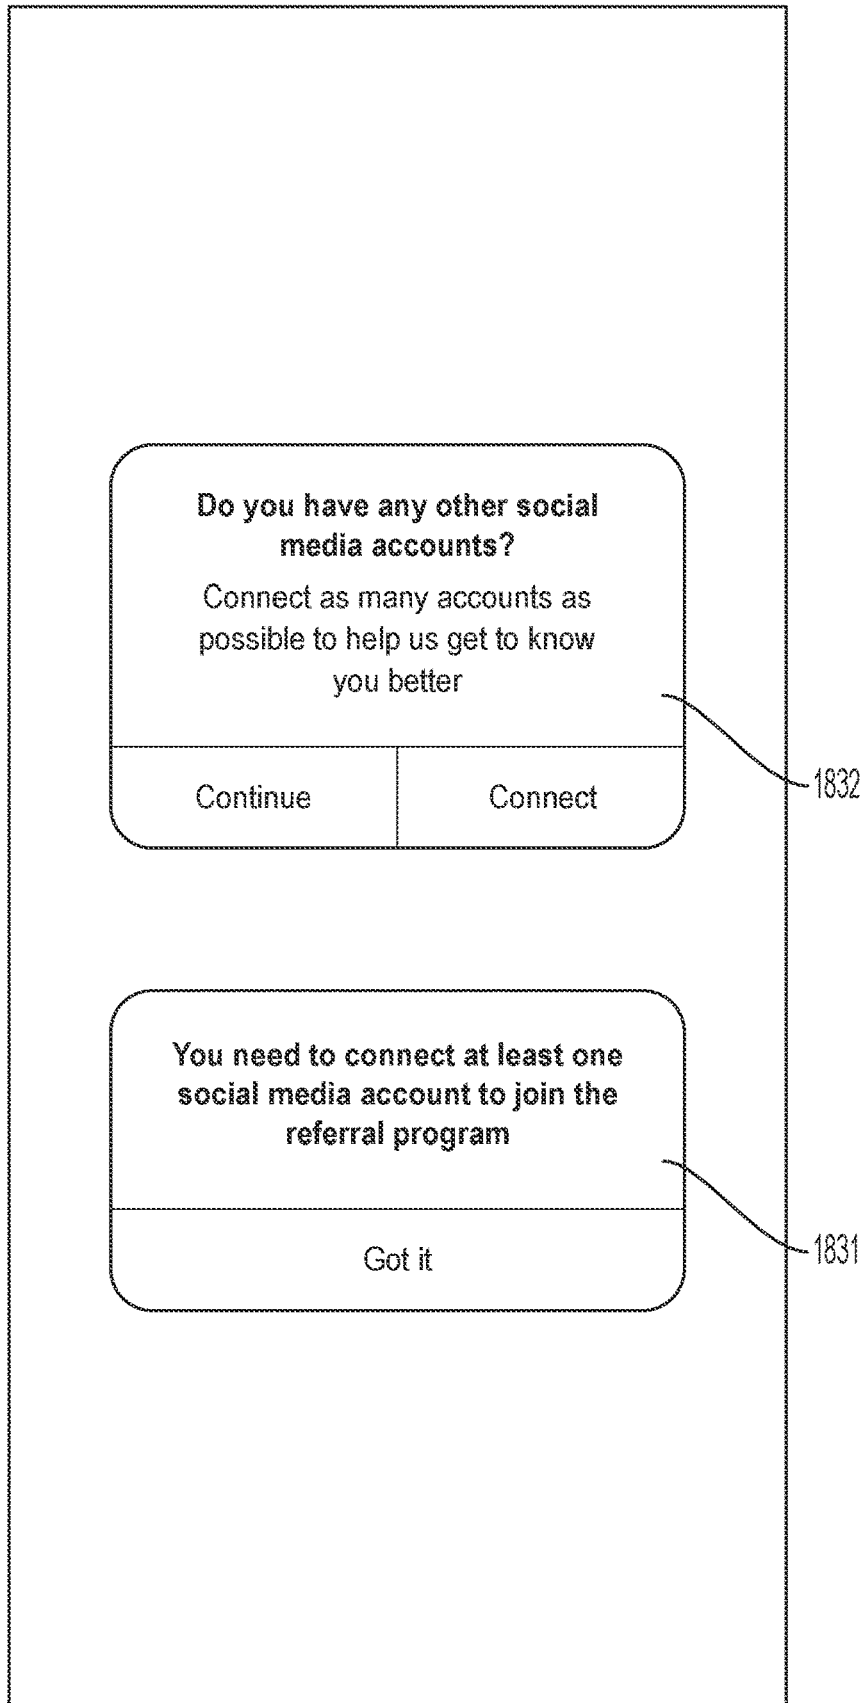 Do you have any other social
media accounts?
Connect as many accounts as
possible to help us get to know
you better
1832
Continue
Connect
You need to connect at least one
social media account to join the
referral program
1831
Got it